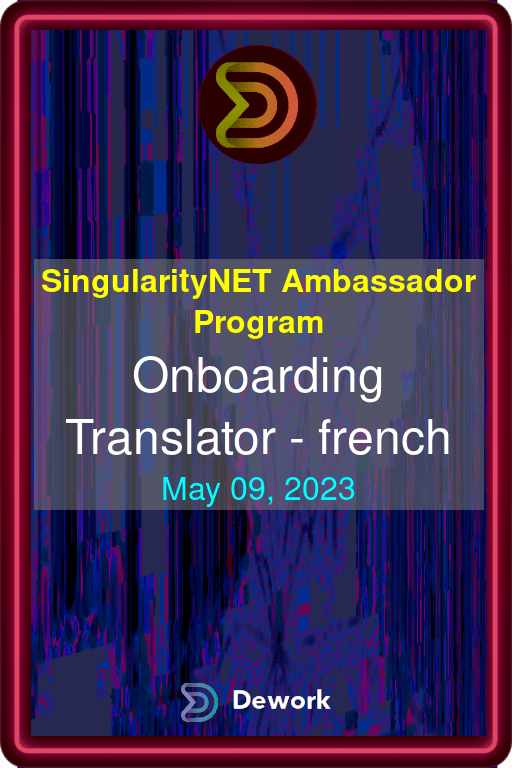 SingularityNET Ambassador
Program
Onboarding
Translator - french
May 09, 2023
Dework